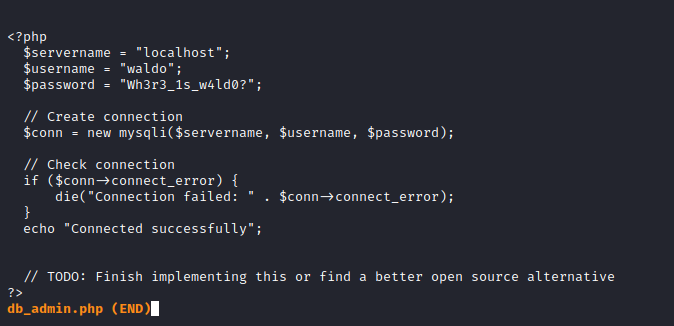 <?php
  $servername = "localhost";
  $username = "waldo";
  $password = "Wh3r3_1s_w4ld0?";
  // Create connection
  $conn = new mysqli($servername, $username, $password);
  // Check connection
  if ($conn->connect_error) {
      die("Connection failed: " . $conn->connect_error);
  }
  echo "Connected successfully";
  // TODO: Finish implementing this or find a better open source alternative
?>
db_admin.php (END)